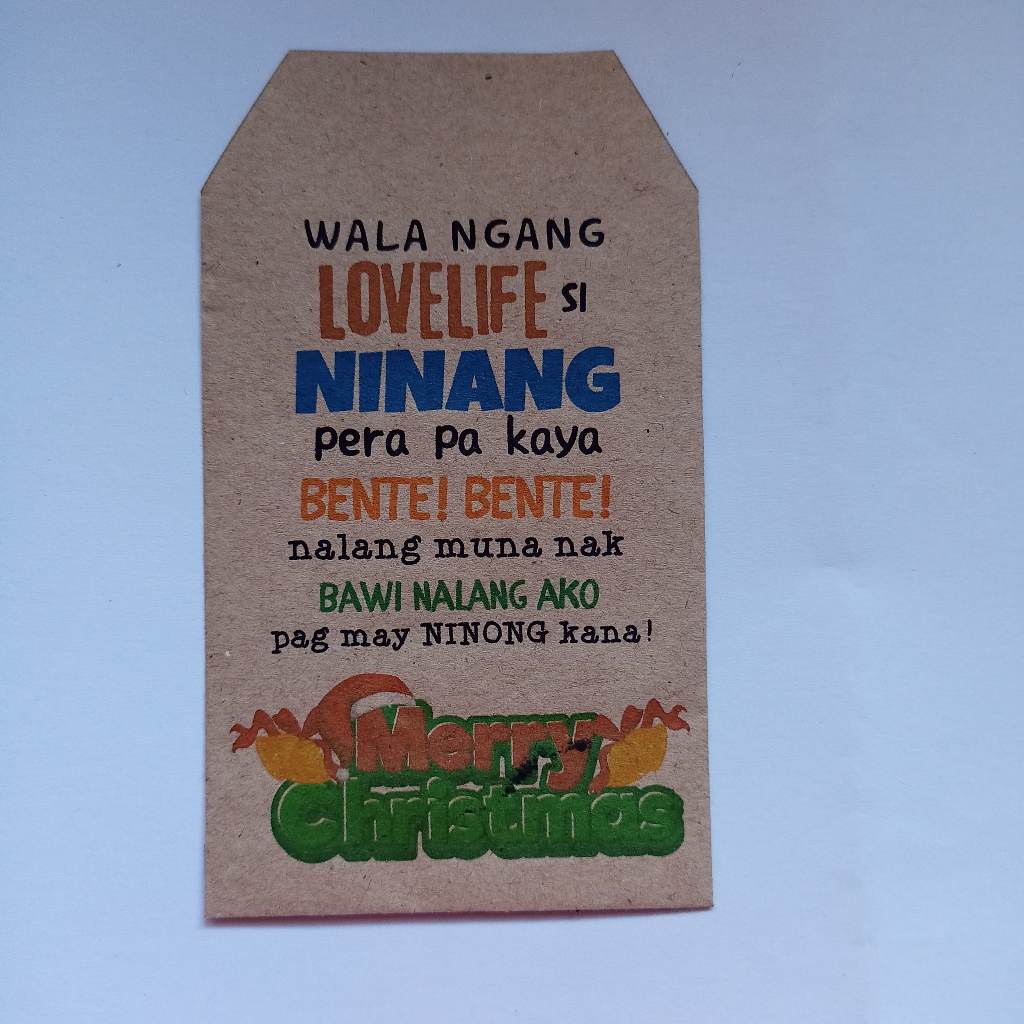 WALA NGANG
LOVELIFE SI
NINANG
pera pa kaya
BENTE! BENTE!
nalang muna nak
BAWI NALANG AKO
pag may NINONG kana!
Merry
Christmas